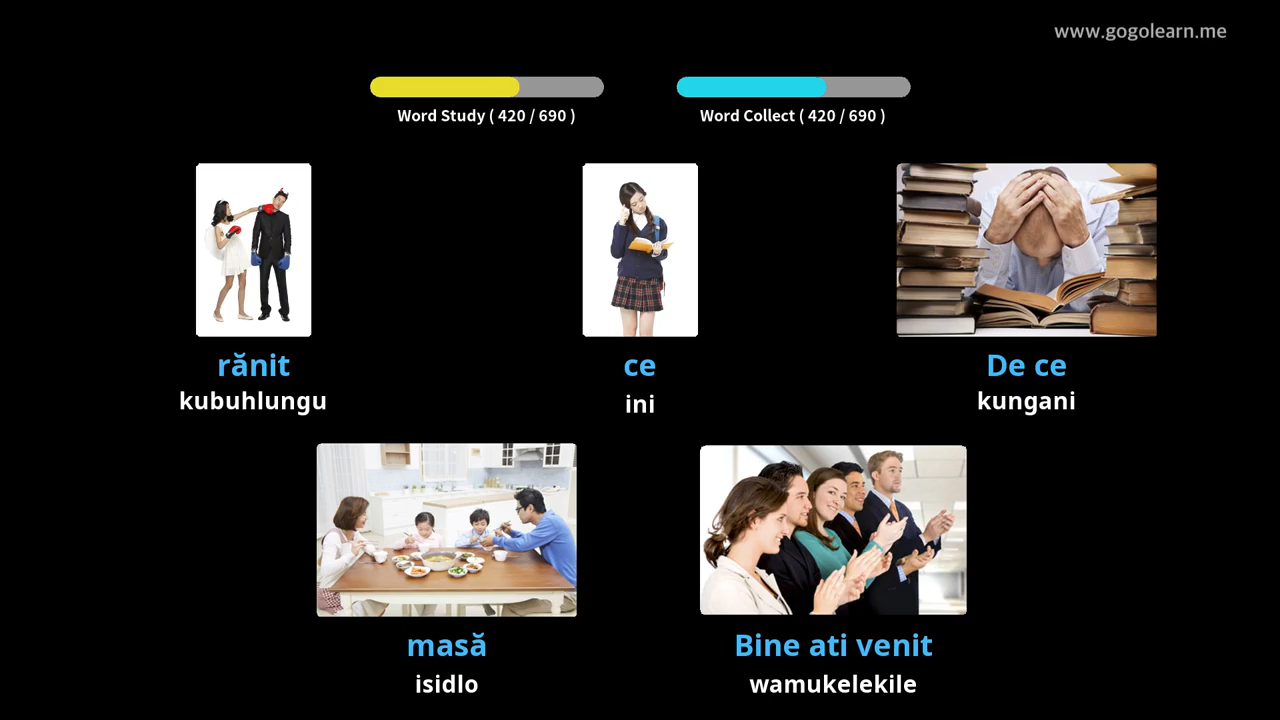 www.gogolearn.me
Word Study ( 420 / 690 )
Word Collect ( 420 / 690 )
rănit
kubuhlungu
ce
ini
De ce
kungani
masă
isidlo
Bine ati venit
wamukelekile